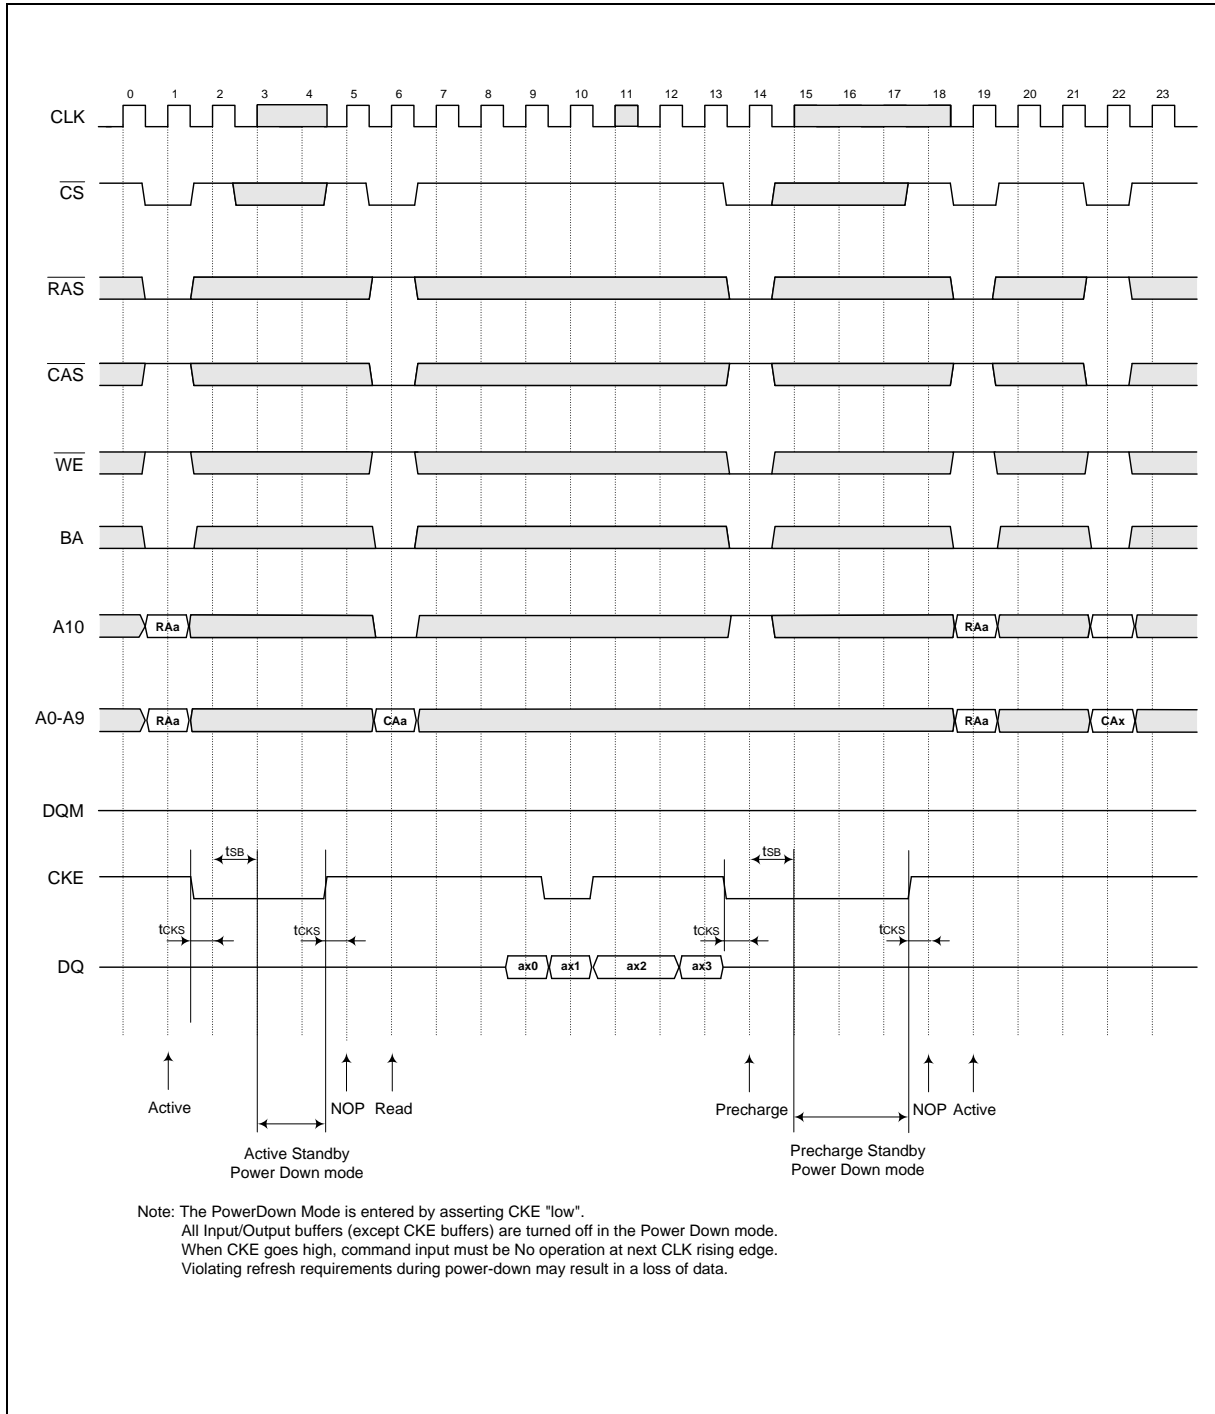 0 1 2 3 4 5 6 7 8 9 10 11 12 13 14 15 16 17 18 19 20 21 22 23
CLK
CS
RAS
CAS
WE
BA
A10 RAa RAa
A0-A9 RAa CAa RAa CAx
DQM
tSB tSB
CKE
tCKS tCKS tCKS tCKS
DQ ax0 ax1 ax2 ax3
Active NOP Read Precharge NOP Active
Active Standby
Power Down mode
Precharge Standby
Power Down mode
Note: The PowerDown Mode is entered by asserting CKE "low".
All Input/Output buffers (except CKE buffers) are turned off in the Power Down mode.
When CKE goes high, command input must be No operation at next CLK rising edge.
Violating refresh requirements during power-down may result in a loss of data.